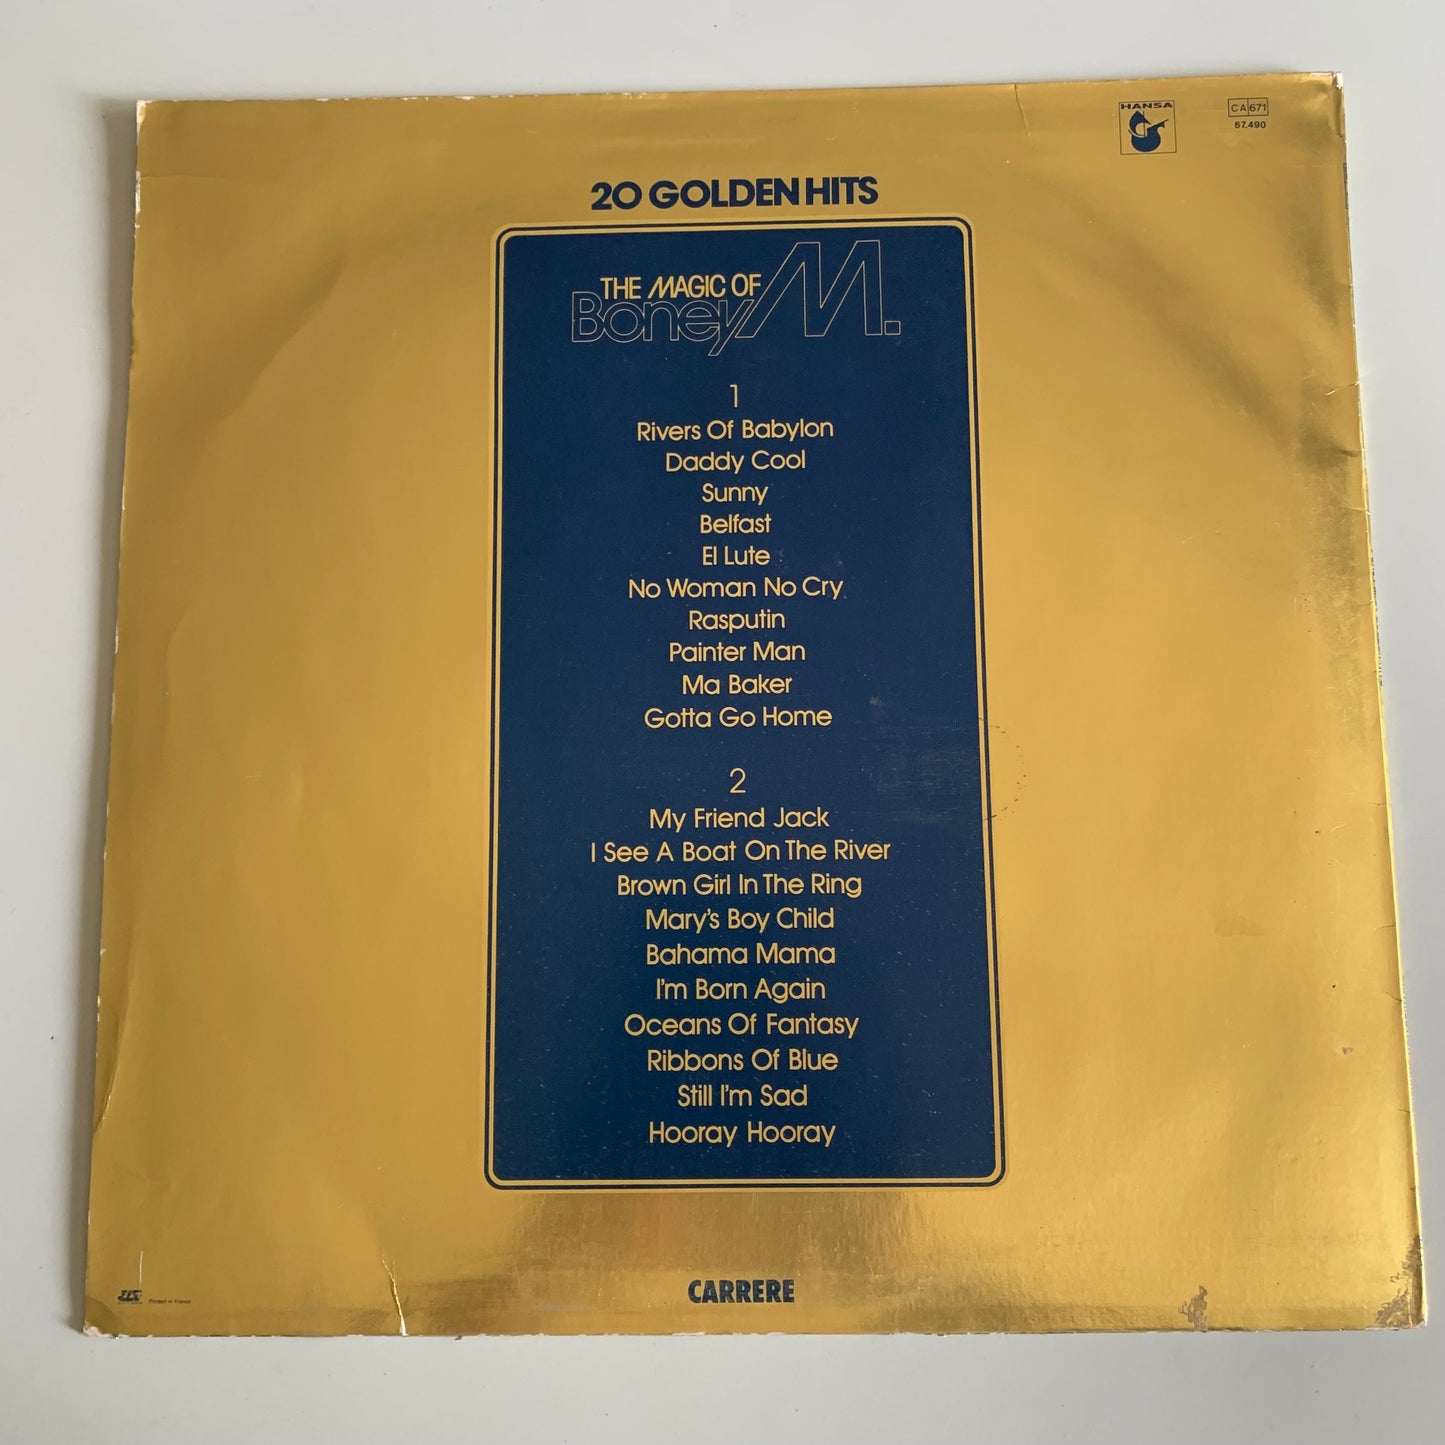 HANSA
CA 671
67.490
20 GOLDEN HITS
THE MAGIC OF
Boney M.
1
Rivers Of Babylon
Daddy Cool
Sunny
Belfast
El Lute
No Woman No Cry
Rasputin
Painter Man
Ma Baker
Gotta Go Home
2
My Friend Jack
I See A Boat On The River
Brown Girl In The Ring
Mary's Boy Child
Bahama Mama
I'm Born Again
Oceans Of Fantasy
Ribbons Of Blue
Still I'm Sad
Hooray Hooray
CARRERE
Printed in France